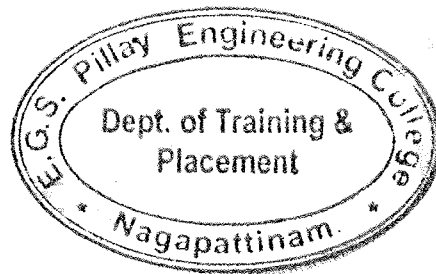 E.G.S. Pillay Engineering College
Dept. of Training &
Placement
* Nagapattinam. *